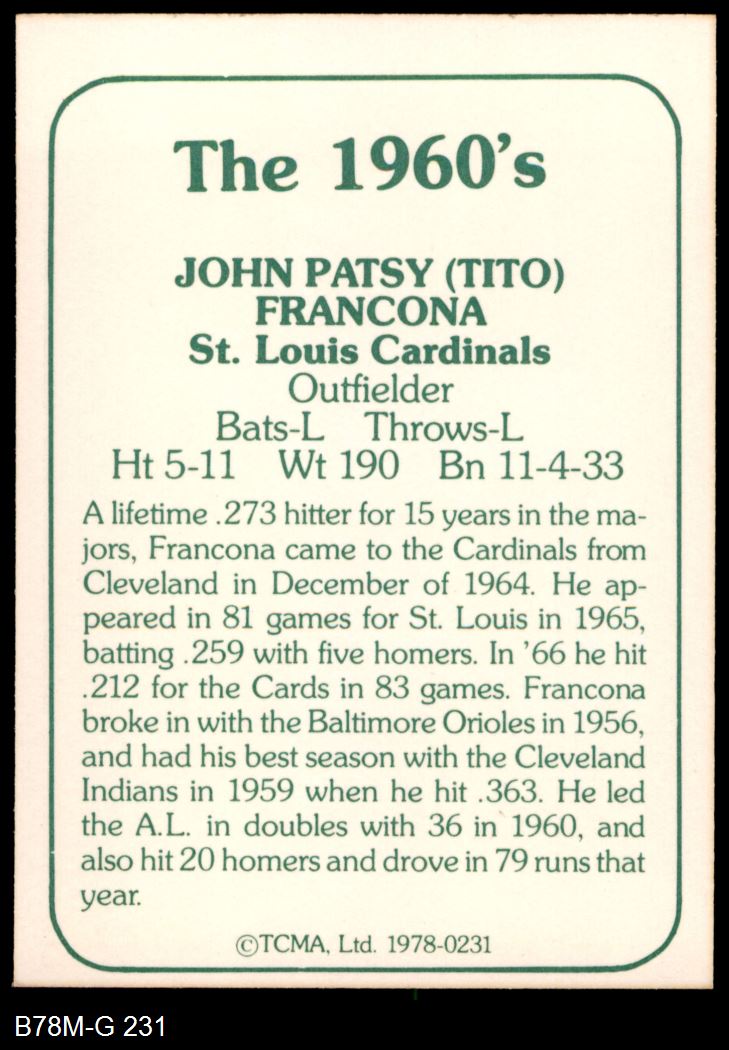 The 1960's
JOHN PATSY (TITO)
FRANCONA
St. Louis Cardinals
Outfielder
Bats-L Throws-L
Ht 5-11 Wt 190 Bn 11-4-33
A lifetime .273 hitter for 15 years in the ma-
jors, Francona came to the Cardinals from
Cleveland in December of 1964. He ap-
peared in 81 games for St. Louis in 1965,
batting .259 with five homers. In '66 he hit
.212 for the Cards in 83 games. Francona
broke in with the Baltimore Orioles in 1956,
and had his best season with the Cleveland
Indians in 1959 when he hit .363. He led
the A.L. in doubles with 36 in 1960, and
also hit 20 homers and drove in 79 runs that
year.
©TCMA, Ltd. 1978-0231
B78M-G 231